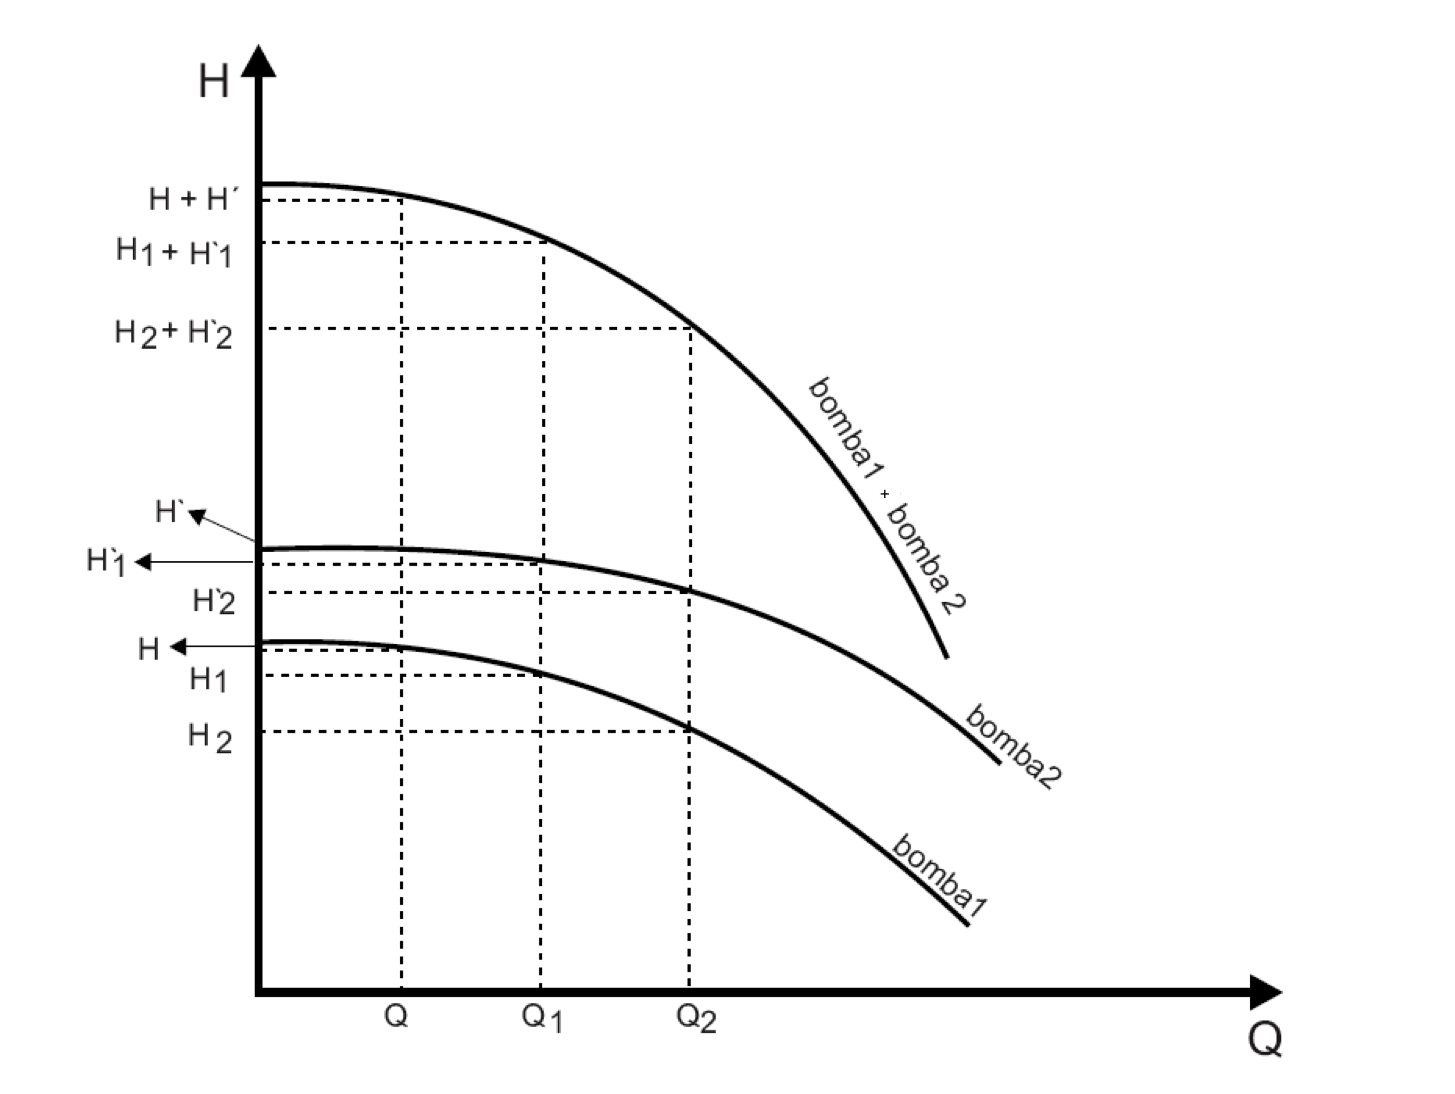 H
H + H´
H1 + H`1
H2 + H`2
bomba1 + bomba 2
H`
H`1
H`2
H
H1
H2
bomba2
bomba1
Q
Q1
Q2
Q